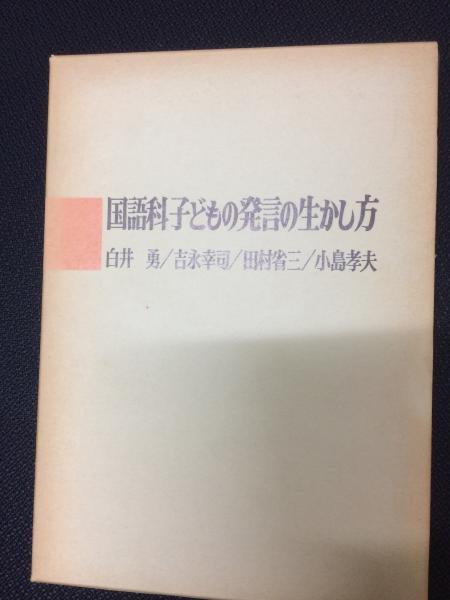 国語科子どもの発言の生かし方
白井 勇/吉永幸司/田村省三/小島孝夫